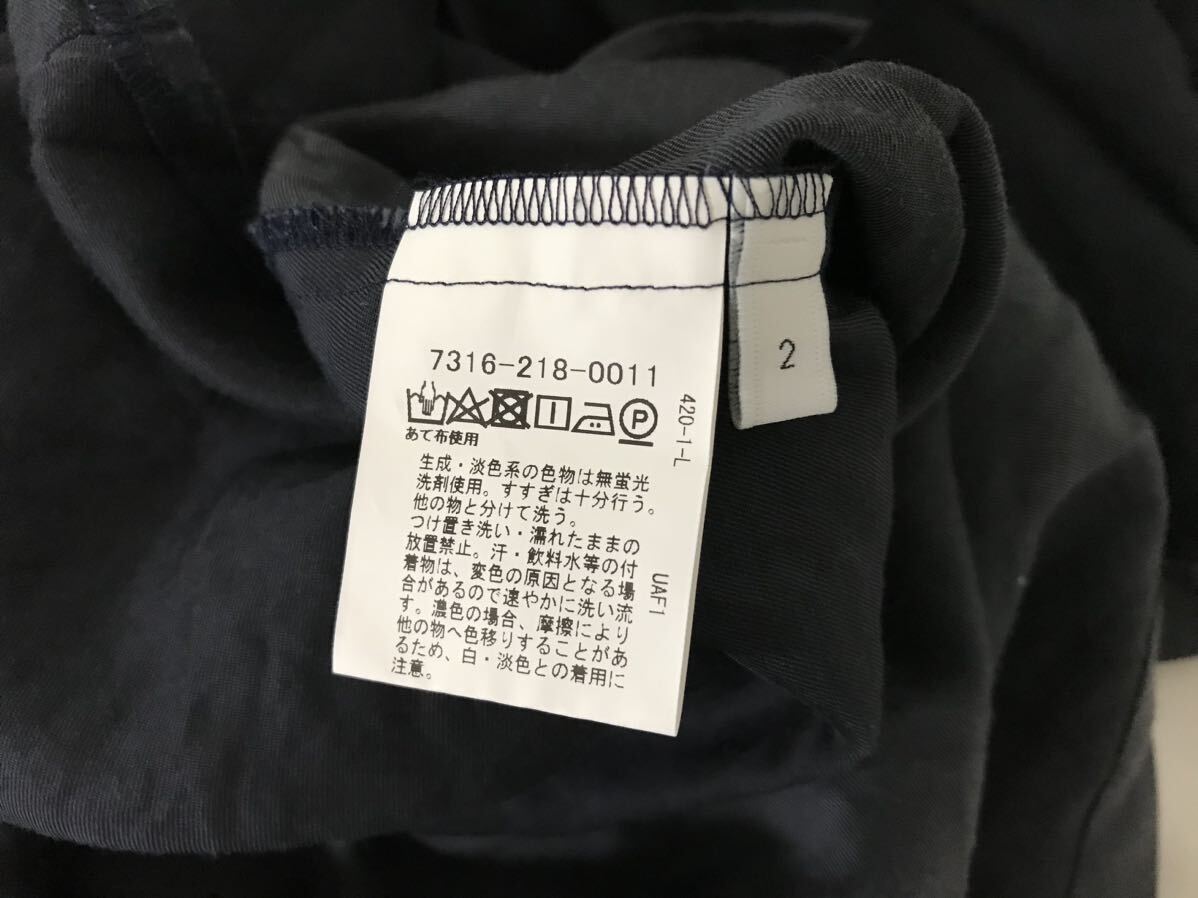 7316-218-0011
P
あて布使用
生成・淡色系の色物は無蛍光
洗剤使用。すすぎは十分行う。
他の物と分けて洗う。
つけ置き洗い・濡れたままの
放置禁止。汗・飲料水等の付
着物は、変色の原因となる場
合があるので速やかに洗い流
す。濃色の場合、摩擦により
他の物へ色移りすることがあ
るため、白・淡色との着用に
注意。
420-1-L
UAF1
2